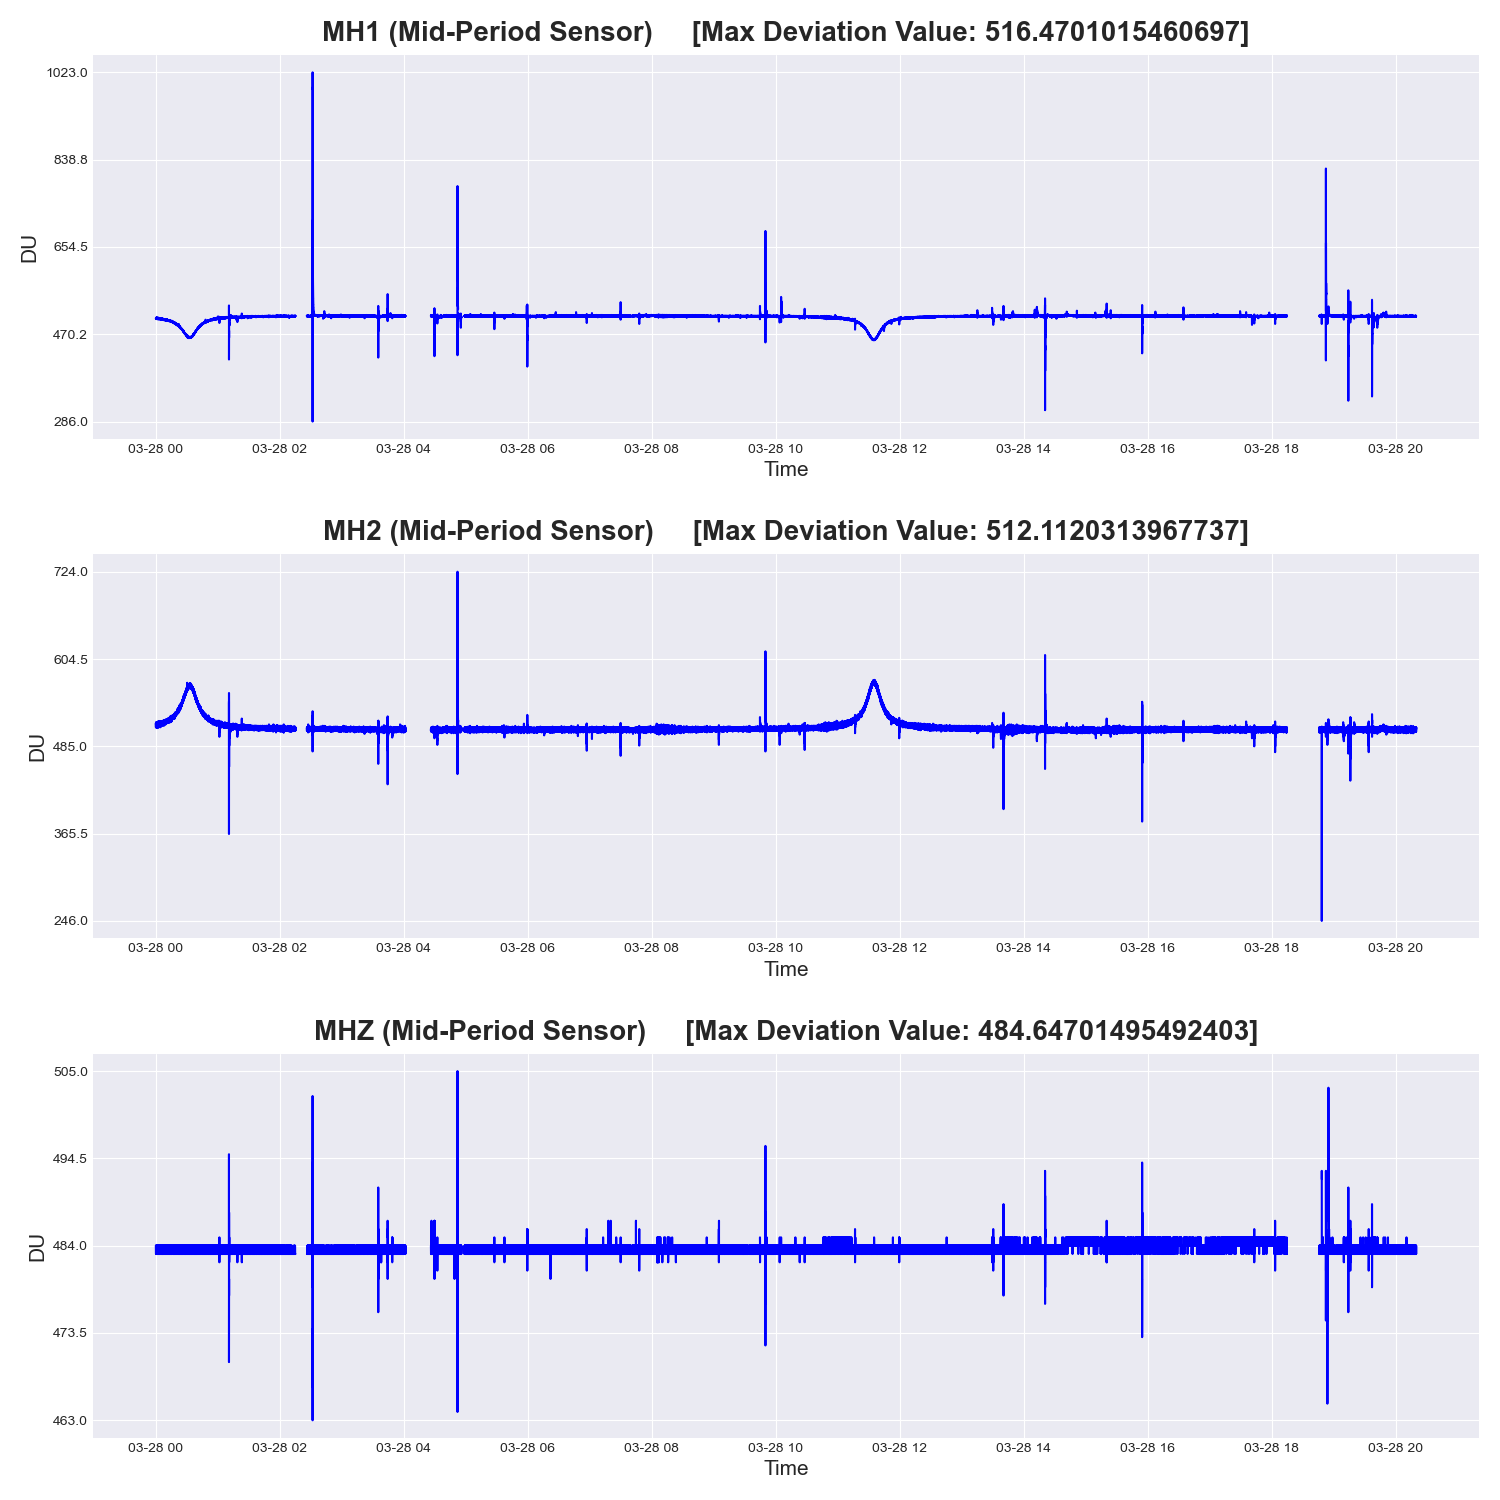 MH1 (Mid-Period Sensor) [Max Deviation Value: 516.4701015460697]
1023.0
838.8
654.5
470.2
286.0
DU
03-28 00 03-28 02 03-28 04 03-28 06 03-28 08 03-28 10 03-28 12 03-28 14 03-28 16 03-28 18 03-28 20
Time
MH2 (Mid-Period Sensor) [Max Deviation Value: 512.1120313967737]
724.0
604.5
485.0
365.5
246.0
DU
03-28 00 03-28 02 03-28 04 03-28 06 03-28 08 03-28 10 03-28 12 03-28 14 03-28 16 03-28 18 03-28 20
Time
MHZ (Mid-Period Sensor) [Max Deviation Value: 484.64701495492403]
505.0
494.5
484.0
473.5
463.0
DU
03-28 00 03-28 02 03-28 04 03-28 06 03-28 08 03-28 10 03-28 12 03-28 14 03-28 16 03-28 18 03-28 20
Time